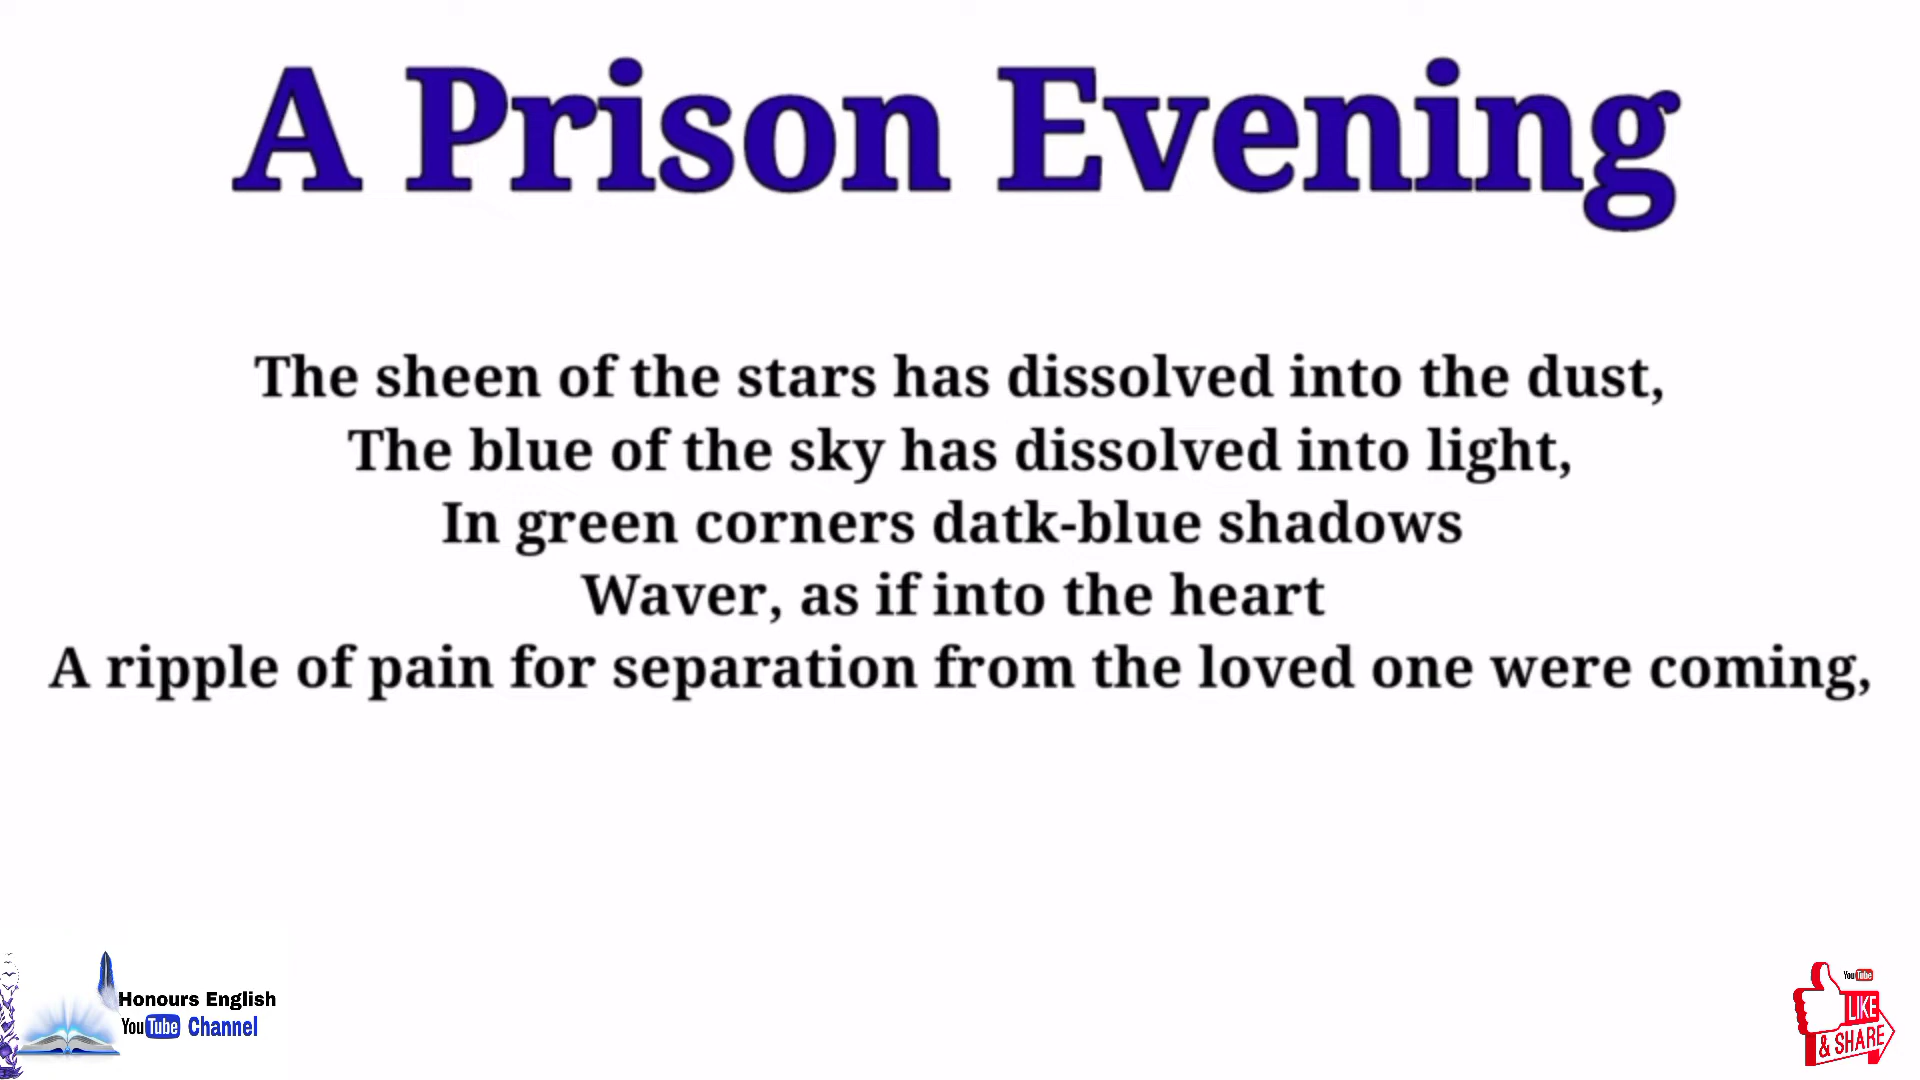 A Prison Evening
The sheen of the stars has dissolved into the dust,
The blue of the sky has dissolved into light,
In green corners datk-blue shadows
Waver, as if into the heart
A ripple of pain for separation from the loved one were coming,
Honours English
YouTube Channel
YouTube
LIKE
& SHARE